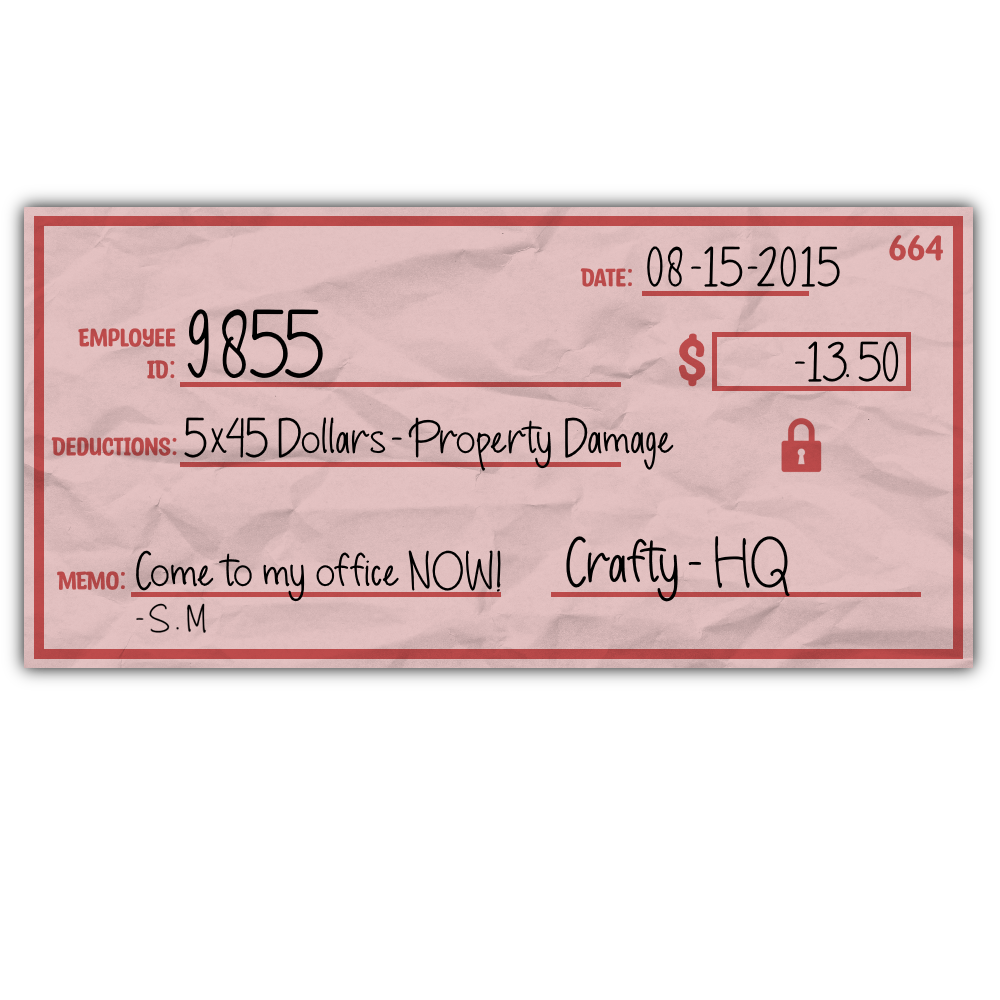 664
DATE: 08-15-2015
EMPLOYEE
ID: 9855
$ -13.50
DEDUCTIONS: 5x45 Dollars - Property Damage
MEMO: Come to my office NOW!
Crafty - HQ
-S.M